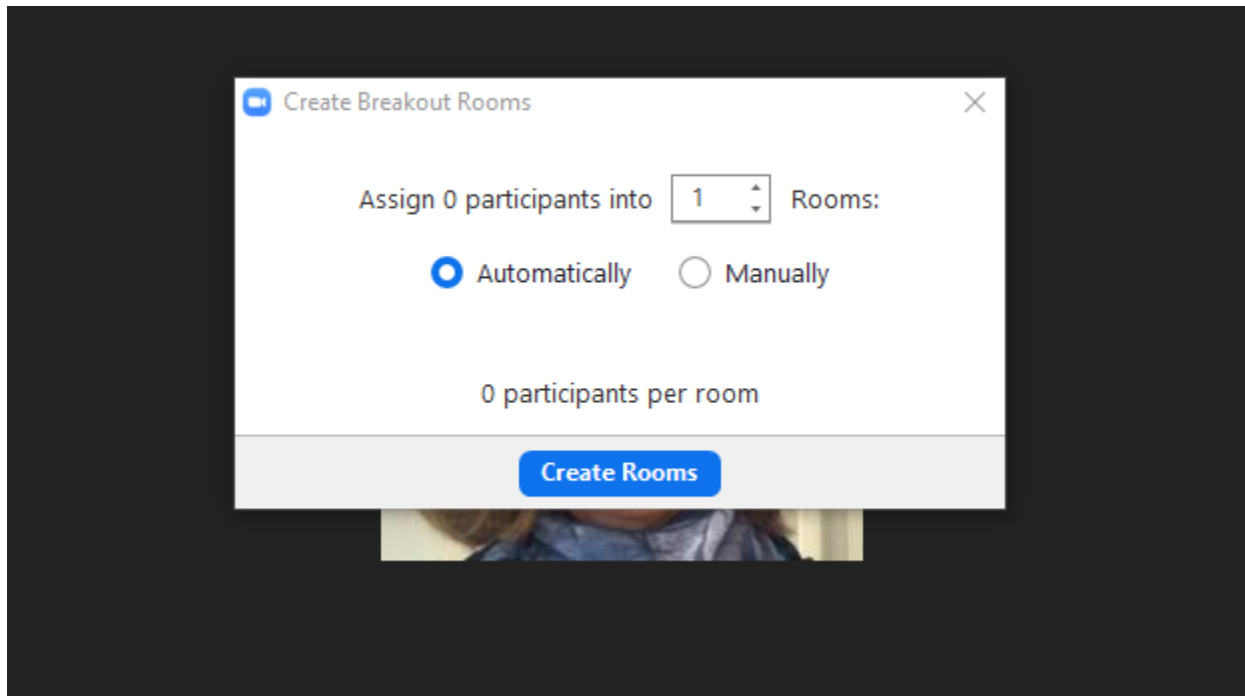 Create Breakout Rooms
Assign 0 participants into 1 Rooms:
Automatically Manually
0 participants per room
Create Rooms